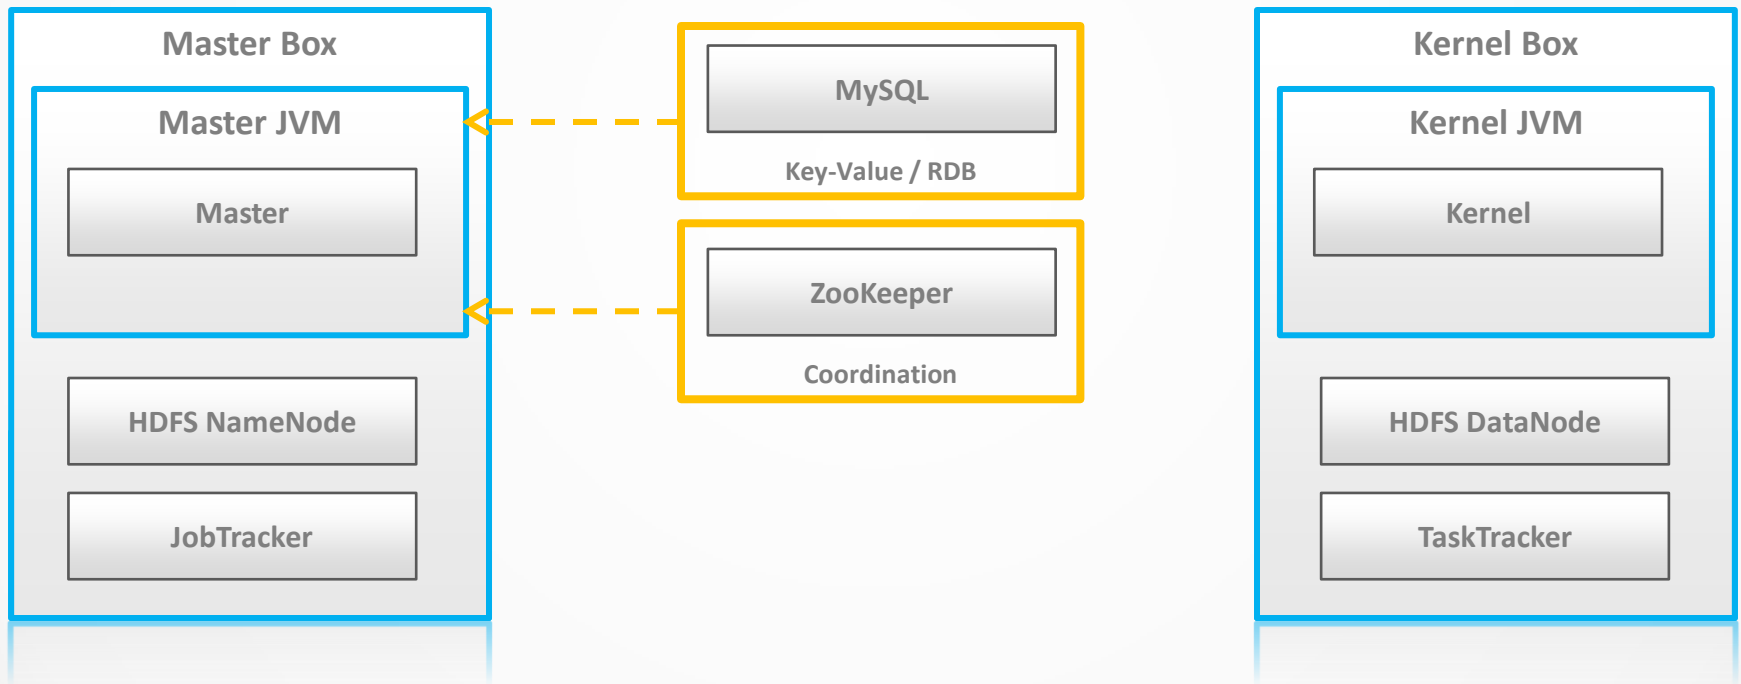 Master Box
Master JVM
Master
HDFS NameNode
JobTracker
MySQL
Key-Value / RDB
ZooKeeper
Coordination
Kernel Box
Kernel JVM
Kernel
HDFS DataNode
TaskTracker